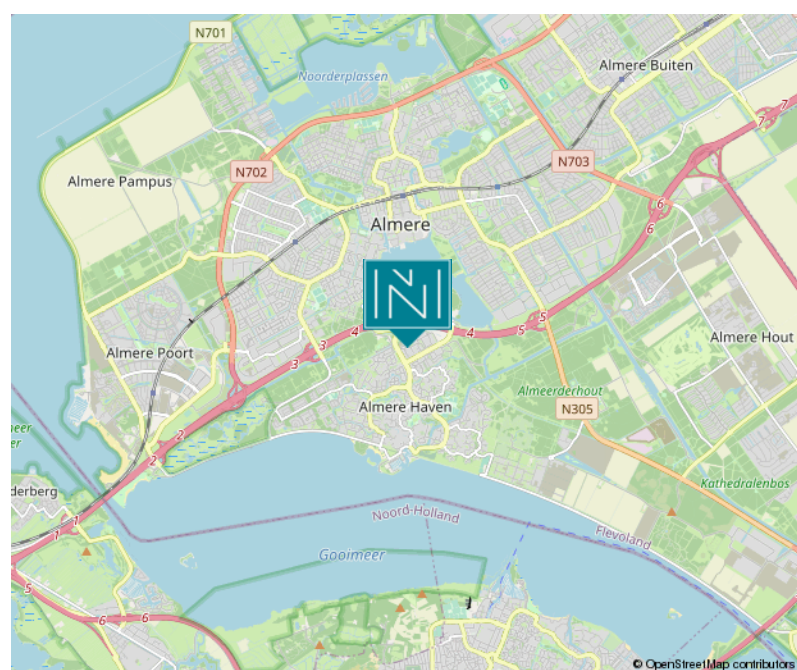 N701
Noorderplassen
Almere Buiten
N702
N703
Almere Pampus
7
7
6
6
Almere
N
3
4
4
5
5
3
Almere Poort
Almere Hout
Almere Haven
Almeerderhout
N305
2
2
derberg
Kathedralenbos
1
1
Noord-Holland
Flevoland
Gooimeer
5
6
6
© OpenStreetMap contributors